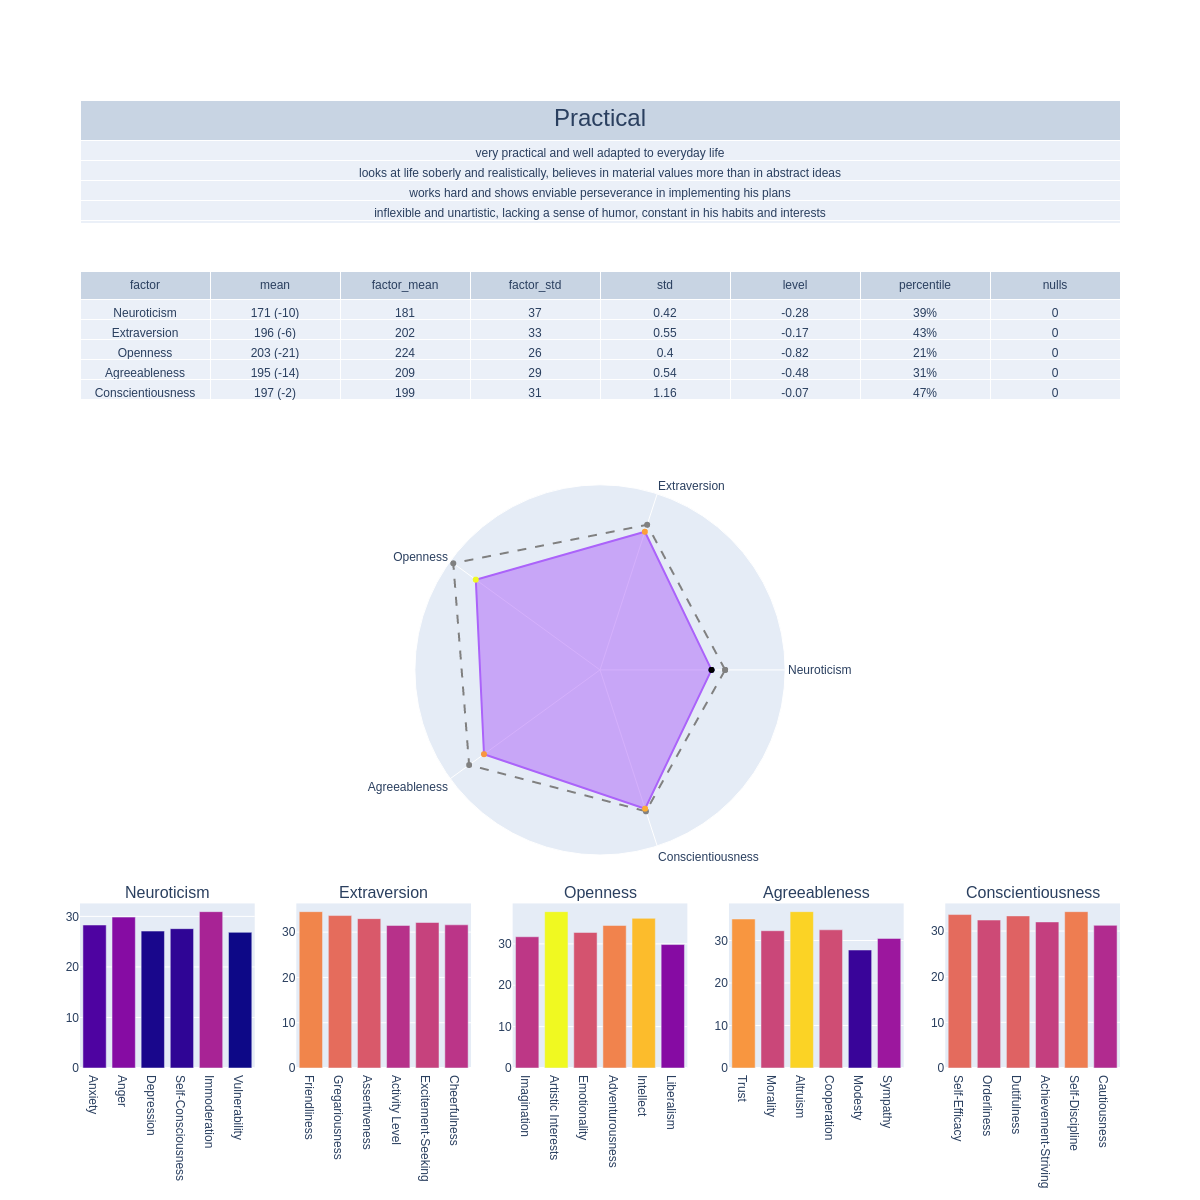 Practical
very practical and well adapted to everyday life
looks at life soberly and realistically, believes in material values more than in abstract ideas
works hard and shows enviable perseverance in implementing his plans
inflexible and unartistic, lacking a sense of humor, constant in his habits and interests
factor mean factor_mean factor_std std level percentile nulls
Neuroticism 171 (-10) 181 37 0.42 -0.28 39% 0
Extraversion 196 (-6) 202 33 0.55 -0.17 43% 0
Openness 203 (-21) 224 26 0.4 -0.82 21% 0
Agreeableness 195 (-14) 209 29 0.54 -0.48 31% 0
Conscientiousness 197 (-2) 199 31 1.16 -0.07 47% 0
Extraversion
Openness
Neuroticism
Agreeableness
Conscientiousness
Neuroticism
30
20
10
0
Anxiety
Anger
Depression
Self-Consciousness
Immoderation
Vulnerability
Extraversion
30
20
10
0
Friendliness
Gregariousness
Assertiveness
Activity Level
Excitement-Seeking
Cheerfulness
Openness
30
20
10
0
Imagination
Artistic Interests
Emotionality
Adventurousness
Intellect
Liberalism
Agreeableness
30
20
10
0
Trust
Morality
Altruism
Cooperation
Modesty
Sympathy
Conscientiousness
30
20
10
0
Self-Efficacy
Orderliness
Dutifulness
Achievement-Striving
Self-Discipline
Cautiousness